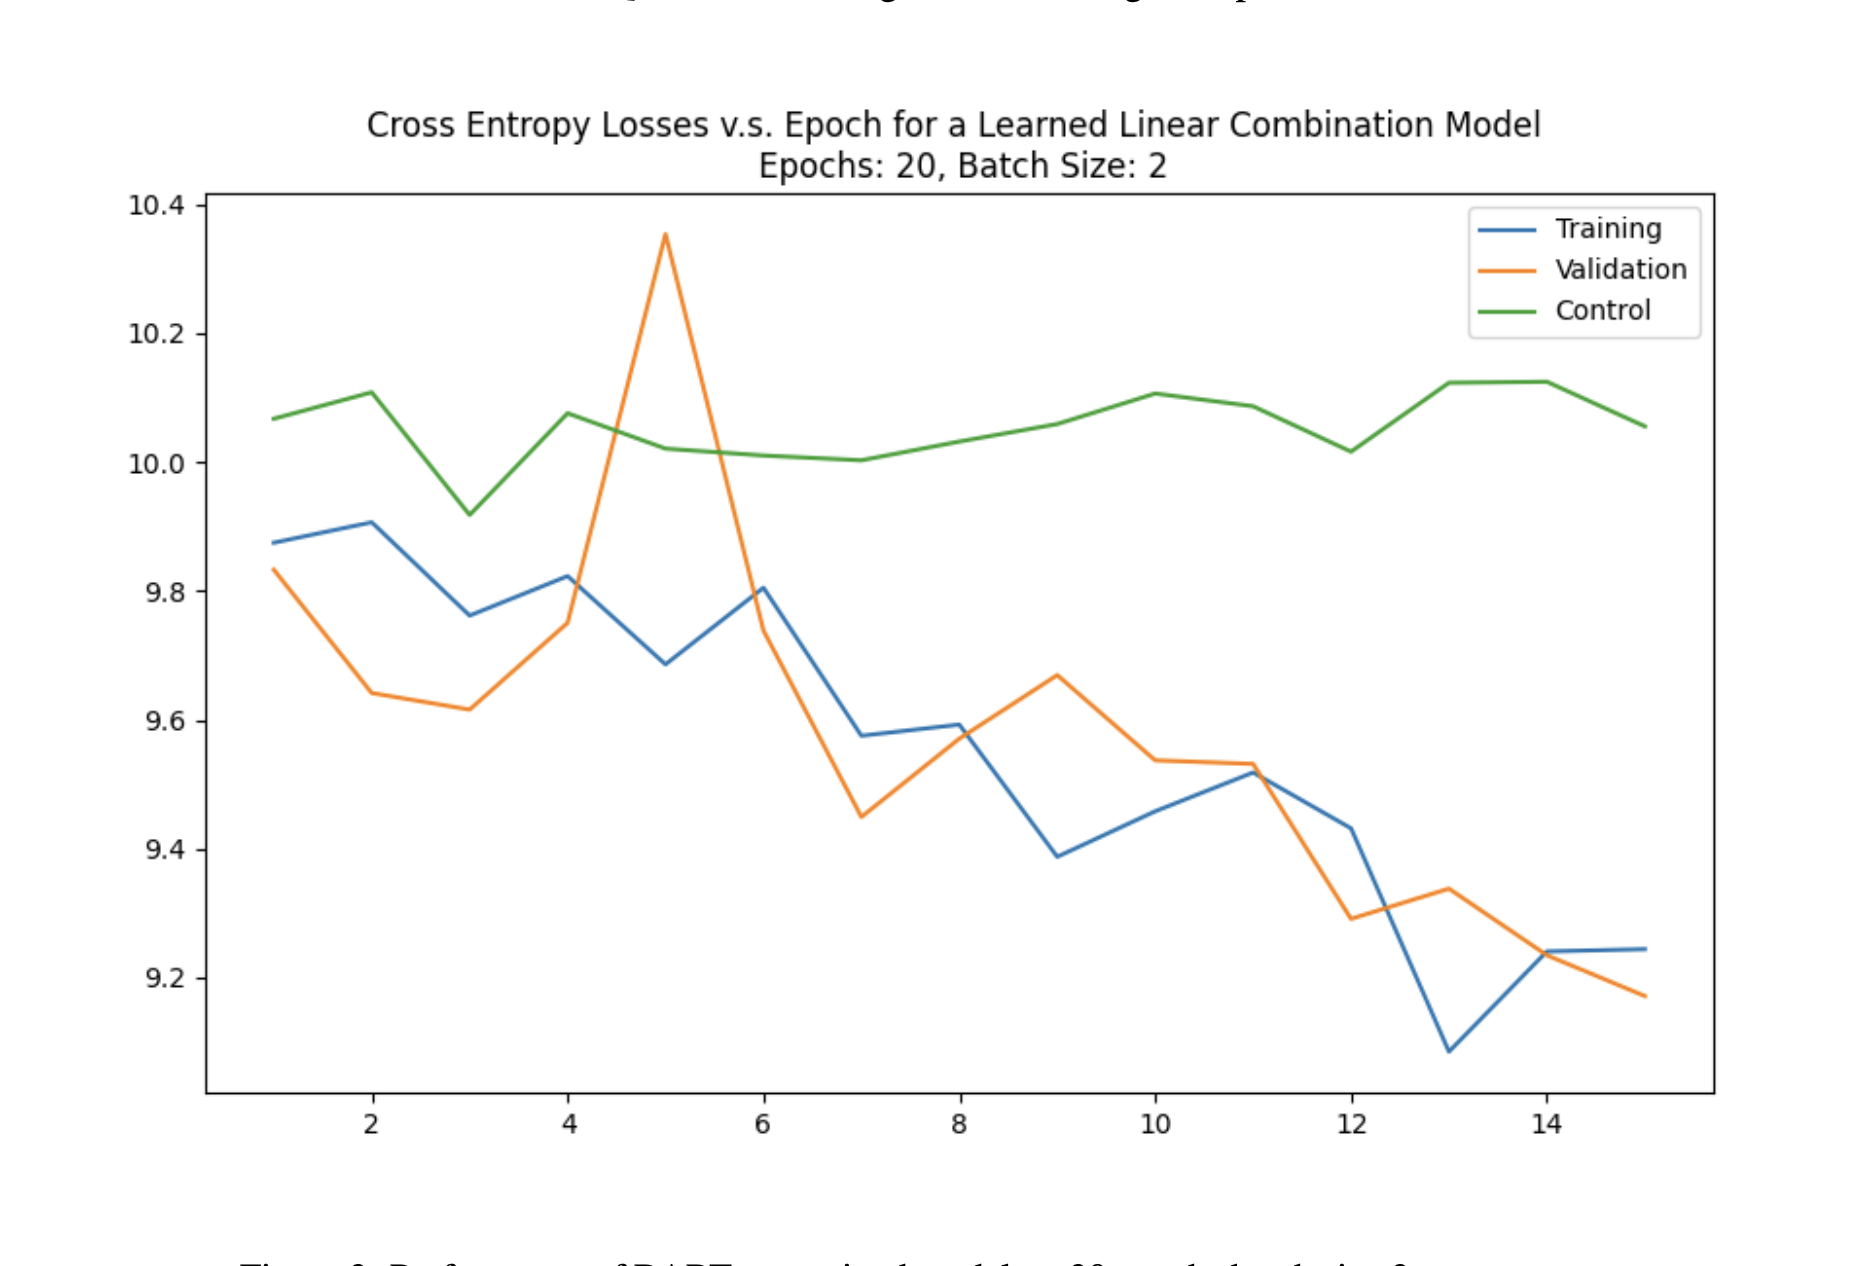 Cross Entropy Losses v.s. Epoch for a Learned Linear Combination Model
Epochs: 20, Batch Size: 2
10.4
10.2
10.0
9.8
9.6
9.4
9.2
Training
Validation
Control
2 4 6 8 10 12 14